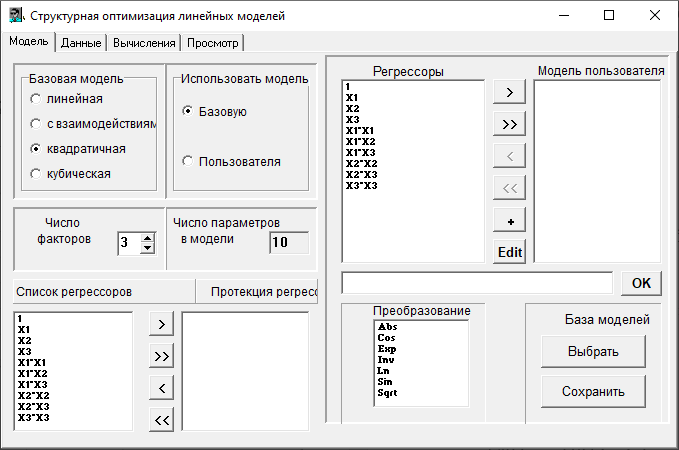 Структурная оптимизация линейных моделей
Модель
Данные
Вычисления
Просмотр
Базовая модель
линейная
с взаимодействиям
квадратичная
кубическая
Использовать модель
Базовую
Пользователя
Число
факторов
3
Число параметров
в модели
10
Список регрессоров
Протекция регресс
1
X1
X2
X3
X1*X1
X1*X2
X1*X3
X2*X2
X2*X3
X3*X3
>
>>
<
<<
Регрессоры
1
X1
X2
X3
X1*X1
X1*X2
X1*X3
X2*X2
X2*X3
X3*X3
>
>>
<
<<
+
Edit
Модель пользователя
OK
Преобразование
Abs
Cos
Exp
Inv
Ln
Sin
Sqrt
База моделей
Выбрать
Сохранить